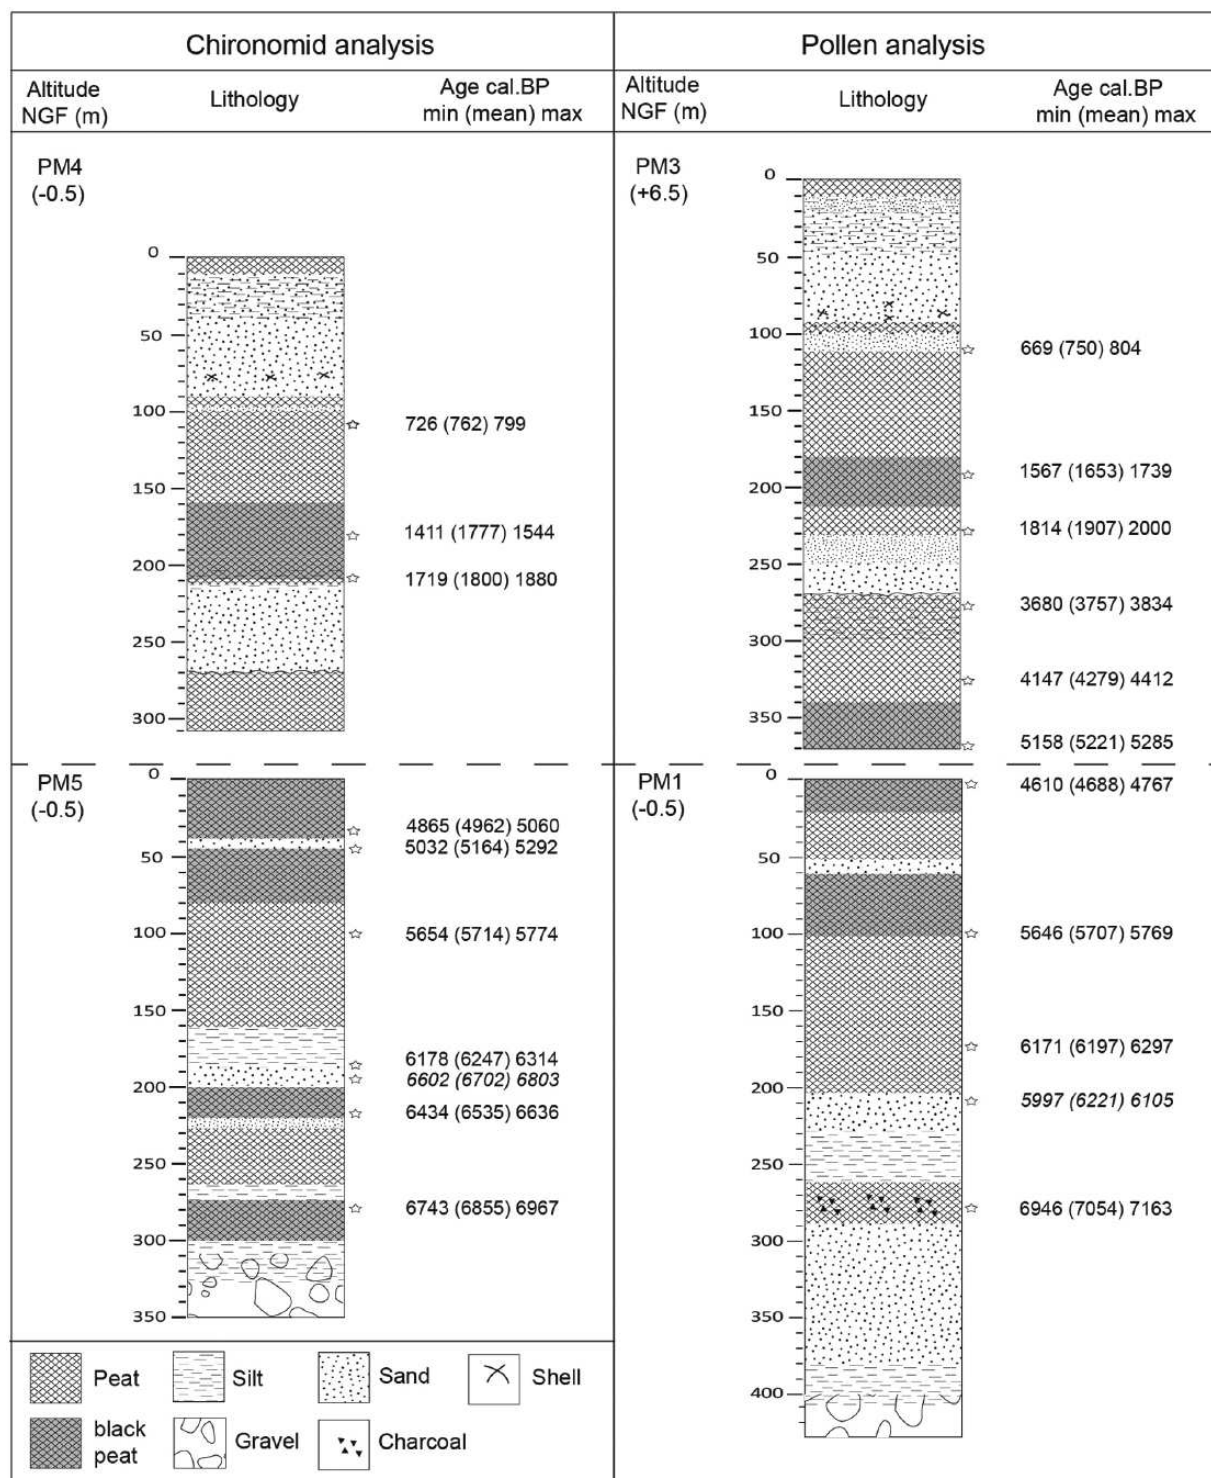 Chironomid analysis
Pollen analysis
Altitude
NGF (m)
Lithology
Age cal.BP
min (mean) max
Altitude
NGF (m)
Lithology
Age cal.BP
min (mean) max
PM4
(-0.5)
0
50
100
150
200
250
300
726 (762) 799
1411 (1777) 1544
1719 (1800) 1880
PM3
(+6.5)
0
50
100
150
200
250
300
350
669 (750) 804
1567 (1653) 1739
1814 (1907) 2000
3680 (3757) 3834
4147 (4279) 4412
5158 (5221) 5285
PM5
(-0.5)
0
50
100
150
200
250
300
350
4865 (4962) 5060
5032 (5164) 5292
5654 (5714) 5774
6178 (6247) 6314
6602 (6702) 6803
6434 (6535) 6636
6743 (6855) 6967
PM1
(-0.5)
0
50
100
150
200
250
300
350
400
4610 (4688) 4767
5646 (5707) 5769
6171 (6197) 6297
5997 (6221) 6105
6946 (7054) 7163
Peat
Silt
Sand
Shell
black
peat
Gravel
Charcoal